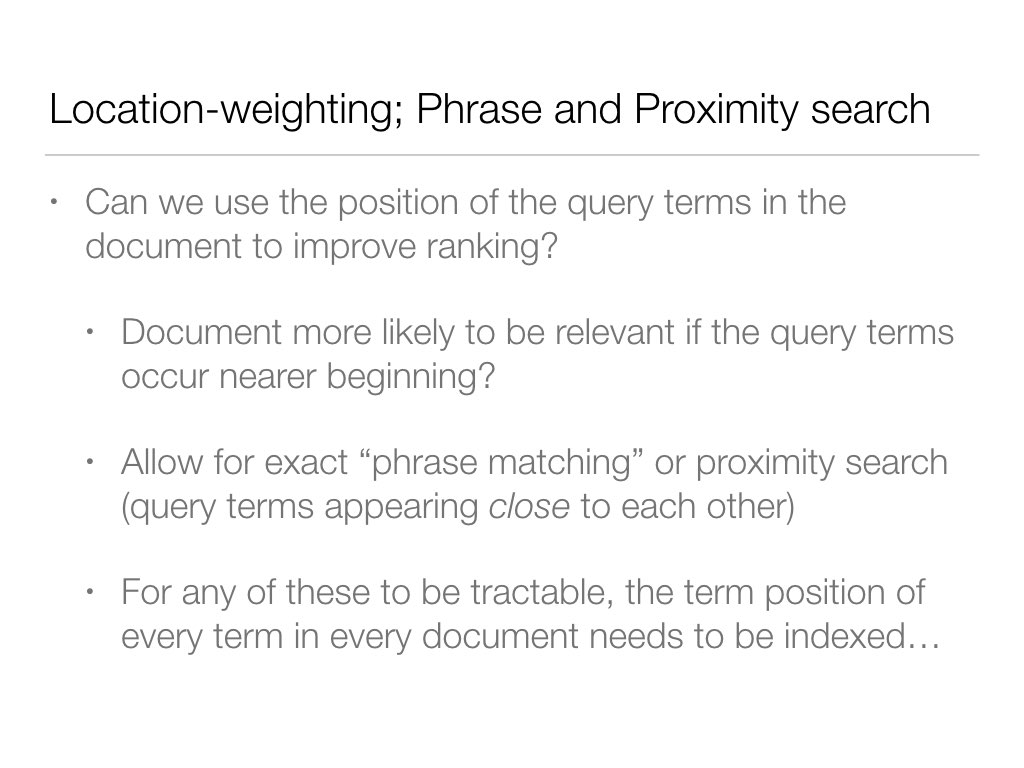 Location-weighting; Phrase and Proximity search
• Can we use the position of the query terms in the
document to improve ranking?
• Document more likely to be relevant if the query terms
occur nearer beginning?
• Allow for exact “phrase matching” or proximity search
(query terms appearing close to each other)
• For any of these to be tractable, the term position of
every term in every document needs to be indexed…